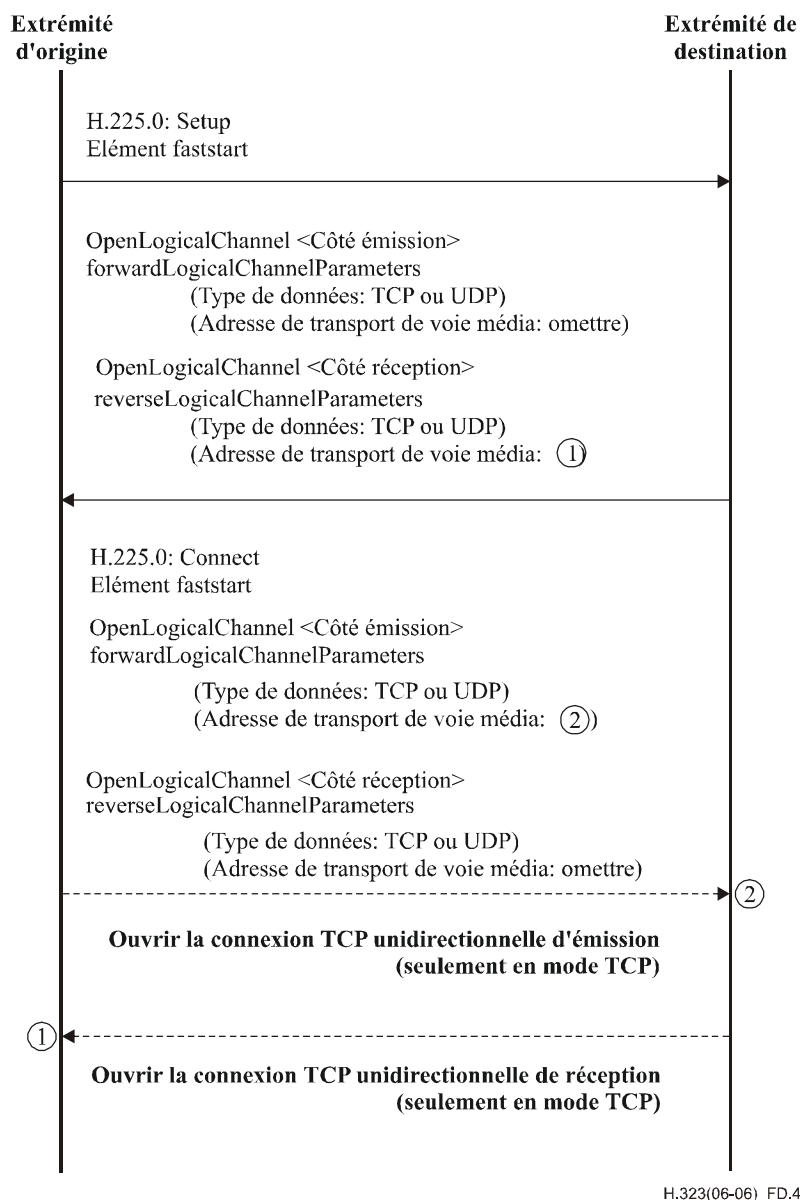 Extrémité
d'origine
Extrémité de
destination
H.225.0: Setup
Elément faststart
OpenLogicalChannel <Côté émission>
forwardLogicalChannelParameters
(Type de données: TCP ou UDP)
(Adresse de transport de voie média: omettre)
OpenLogicalChannel <Côté réception>
reverseLogicalChannelParameters
(Type de données: TCP ou UDP)
(Adresse de transport de voie média: 1)
H.225.0: Connect
Elément faststart
OpenLogicalChannel <Côté émission>
forwardLogicalChannelParameters
(Type de données: TCP ou UDP)
(Adresse de transport de voie média: 2)
OpenLogicalChannel <Côté réception>
reverseLogicalChannelParameters
(Type de données: TCP ou UDP)
(Adresse de transport de voie média: omettre)
2
Ouvrir la connexion TCP unidirectionnelle d'émission
(seulement en mode TCP)
1
Ouvrir la connexion TCP unidirectionnelle de réception
(seulement en mode TCP)
H.323(06-06)_FD.4